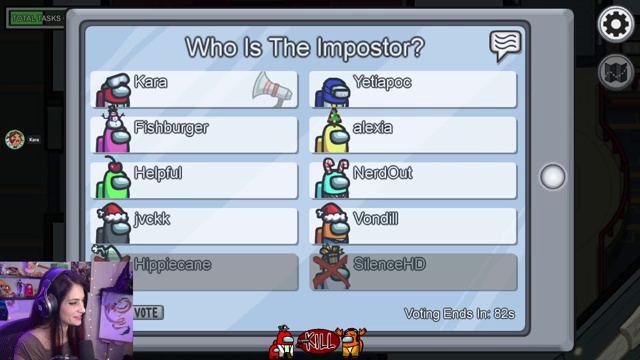 TOTAL TASKS
Who Is The Impostor?
Kara
Yetiapoc
Fishburger
alexia
Kara
Helpful
NerdOut
jvckk
Vondill
Hippiecane
SilenceHD
VOTE
Voting Ends In: 82s
KILL